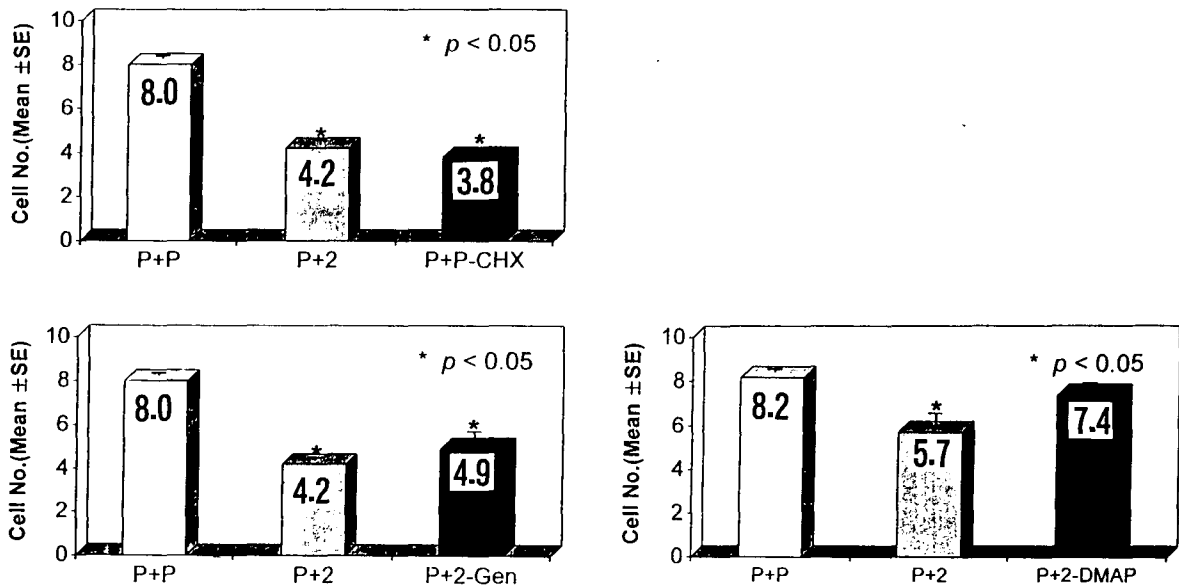 Cell No.(Mean ±SE)
10
8
6
4
2
0
* p < 0.05
8.0
*
4.2
*
3.8
P+P
P+2
P+P-CHX
Cell No.(Mean ±SE)
10
8
6
4
2
0
* p < 0.05
8.0
*
4.2
*
4.9
P+P
P+2
P+2-Gen
Cell No.(Mean ±SE)
10
8
6
4
2
0
* p < 0.05
8.2
*
5.7
7.4
P+P
P+2
P+2-DMAP